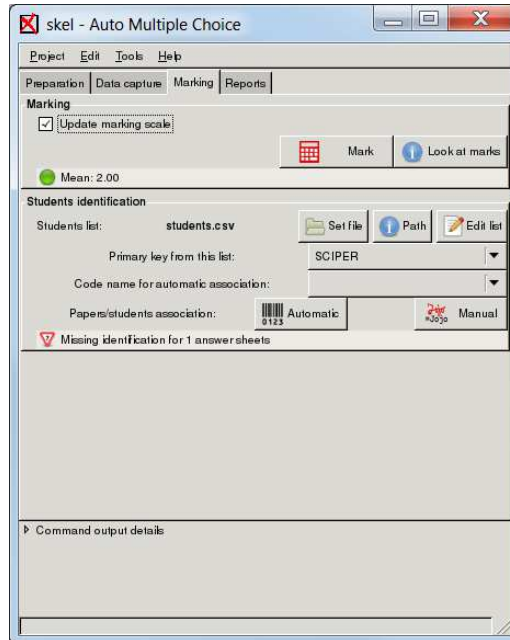 skel - Auto Multiple Choice
Project Edit Tools Help
Preparation Data capture Marking Reports
Marking
Update marking scale
Mark Look at marks
Mean: 2.00
Students identification
Students list: students.csv Set file Path Edit list
Primary key from this list: SCIPER
Code name for automatic association:
Papers/students association: 0123 Automatic Manual
Missing identification for 1 answer sheets
Command output details